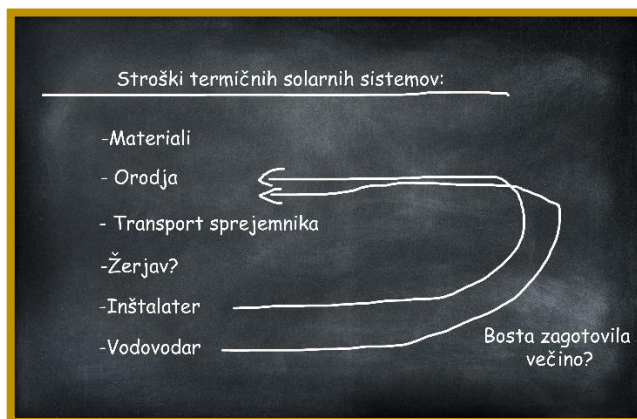 Stroški termičnih solarnih sistemov:
-Materiali
- Orodja
- Transport sprejemnika
-Žerjav?
-Inštalater
-Vodovodar
Bosta zagotovila
večino?